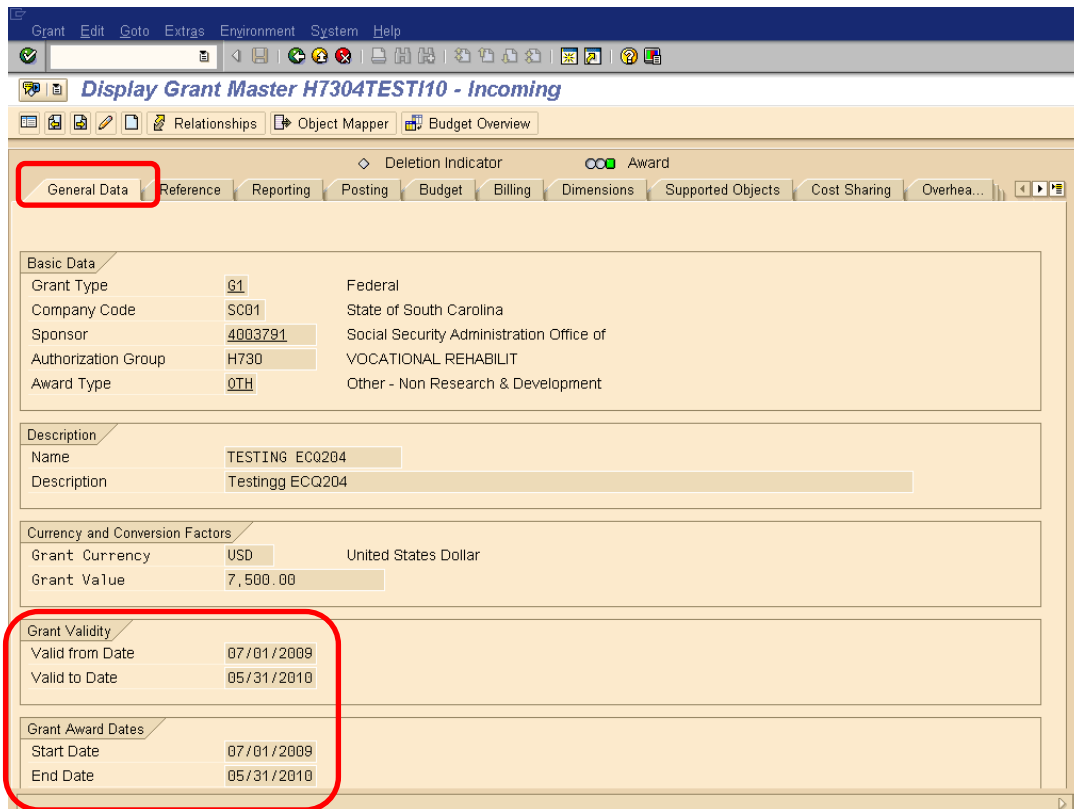 Grant Edit Goto Extras Environment System Help
Display Grant Master H7304TESTI10 - Incoming
Relationships Object Mapper Budget Overview
Deletion Indicator Award
General Data Reference Reporting Posting Budget Billing Dimensions Supported Objects Cost Sharing Overhea...
Basic Data
Grant Type G1 Federal
Company Code SC01 State of South Carolina
Sponsor 4003791 Social Security Administration Office of
Authorization Group H730 VOCATIONAL REHABILIT
Award Type OTH Other - Non Research & Development
Description
Name TESTING ECQ204
Description Testingg ECQ204
Currency and Conversion Factors
Grant Currency USD United States Dollar
Grant Value 7,500.00
Grant Validity
Valid from Date 07/01/2009
Valid to Date 05/31/2010
Grant Award Dates
Start Date 07/01/2009
End Date 05/31/2010